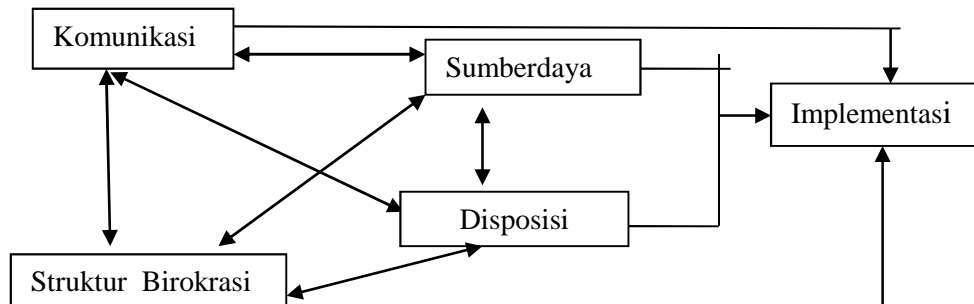 Komunikasi
Sumberdaya
Implementasi
Disposisi
Struktur Birokrasi